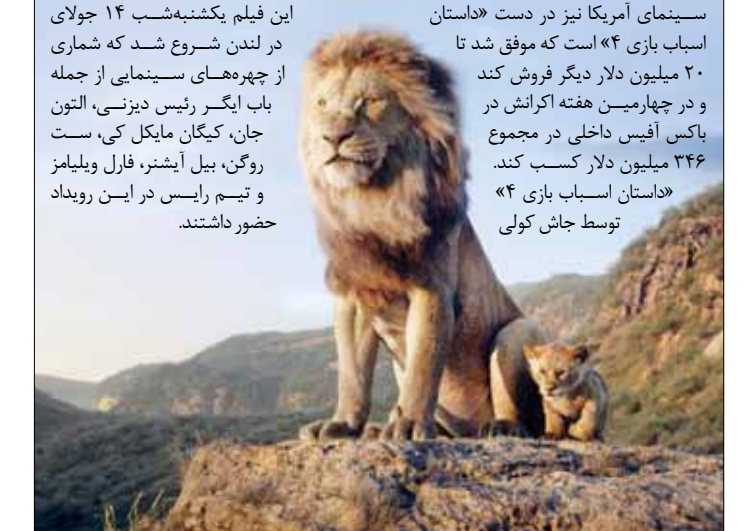 سینمای آمریکا نیز در دست «داستان
اسباب بازی ۴» است که موفق شد تا
۲۰ میلیون دلار دیگر فروش کند
و در چهارمین هفته اکرانش در
باکس آفیس داخلی در مجموع
۳۴۶ میلیون دلار کسب کند.
«داستان اسباب بازی ۴»
توسط جاش کولی
این فیلم یکشنبه‌شب ۱۴ جولای
در لندن شروع شد که شماری
از چهره‌های سینمایی از جمله
باب ایگر رئیس دیزنی، التون
جان، کیگان مایکل کی، ست
روگن، بیل آیشنر، فارل ویلیامز
و تیم رایس در این رویداد
حضور داشتند.